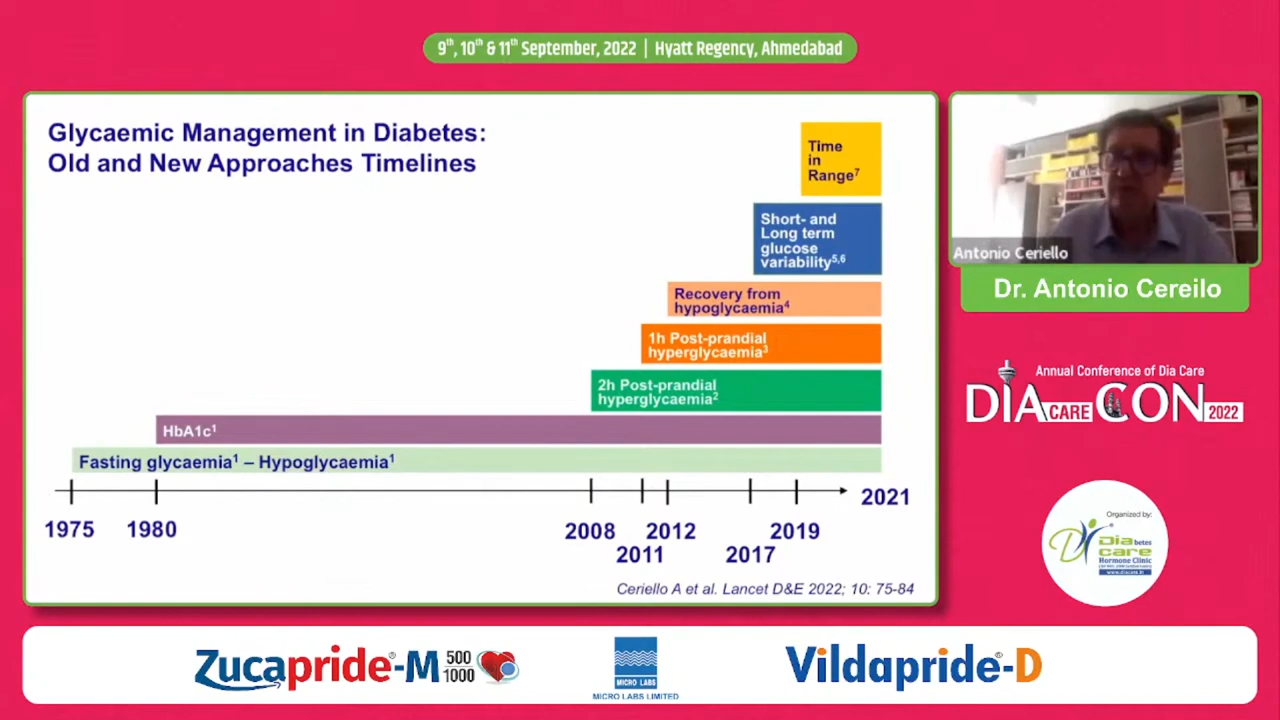 9th, 10th & 11th September, 2022 | Hyatt Regency, Ahmedabad
Glycaemic Management in Diabetes:
Old and New Approaches Timelines
Time
in
Range7
Short- and
Long term
glucose
variability5,6
Recovery from
hypoglycaemia4
1h Post-prandial
hyperglycaemia3
2h Post-prandial
hyperglycaemia2
HbA1c1
Fasting glycaemia1 – Hypoglycaemia1
2021
1975 1980 2008 2012 2019
2011 2017
Ceriello A et al. Lancet D&E 2022; 10: 75-84
Antonio Ceriello
Dr. Antonio Cereilo
Annual Conference of Dia Care
DIA CARE CON 2022
Organized by:
Diabetes
care
Hormone Clinic
www.diacare.in
Zucapride®-M 500
1000
MICRO LABS
MICRO LABS LIMITED
Vildapride®-D